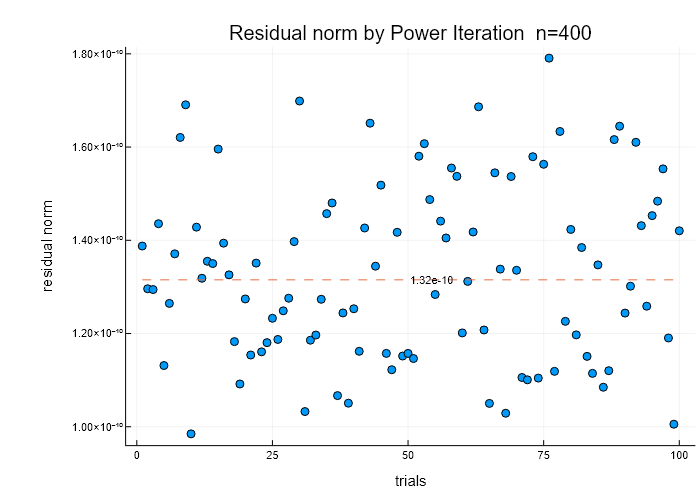 Residual norm by Power Iteration n=400
1.80×10⁻¹⁰
1.60×10⁻¹⁰
1.40×10⁻¹⁰
1.20×10⁻¹⁰
1.00×10⁻¹⁰
residual norm
1.32e-10
0 25 50 75 100
trials